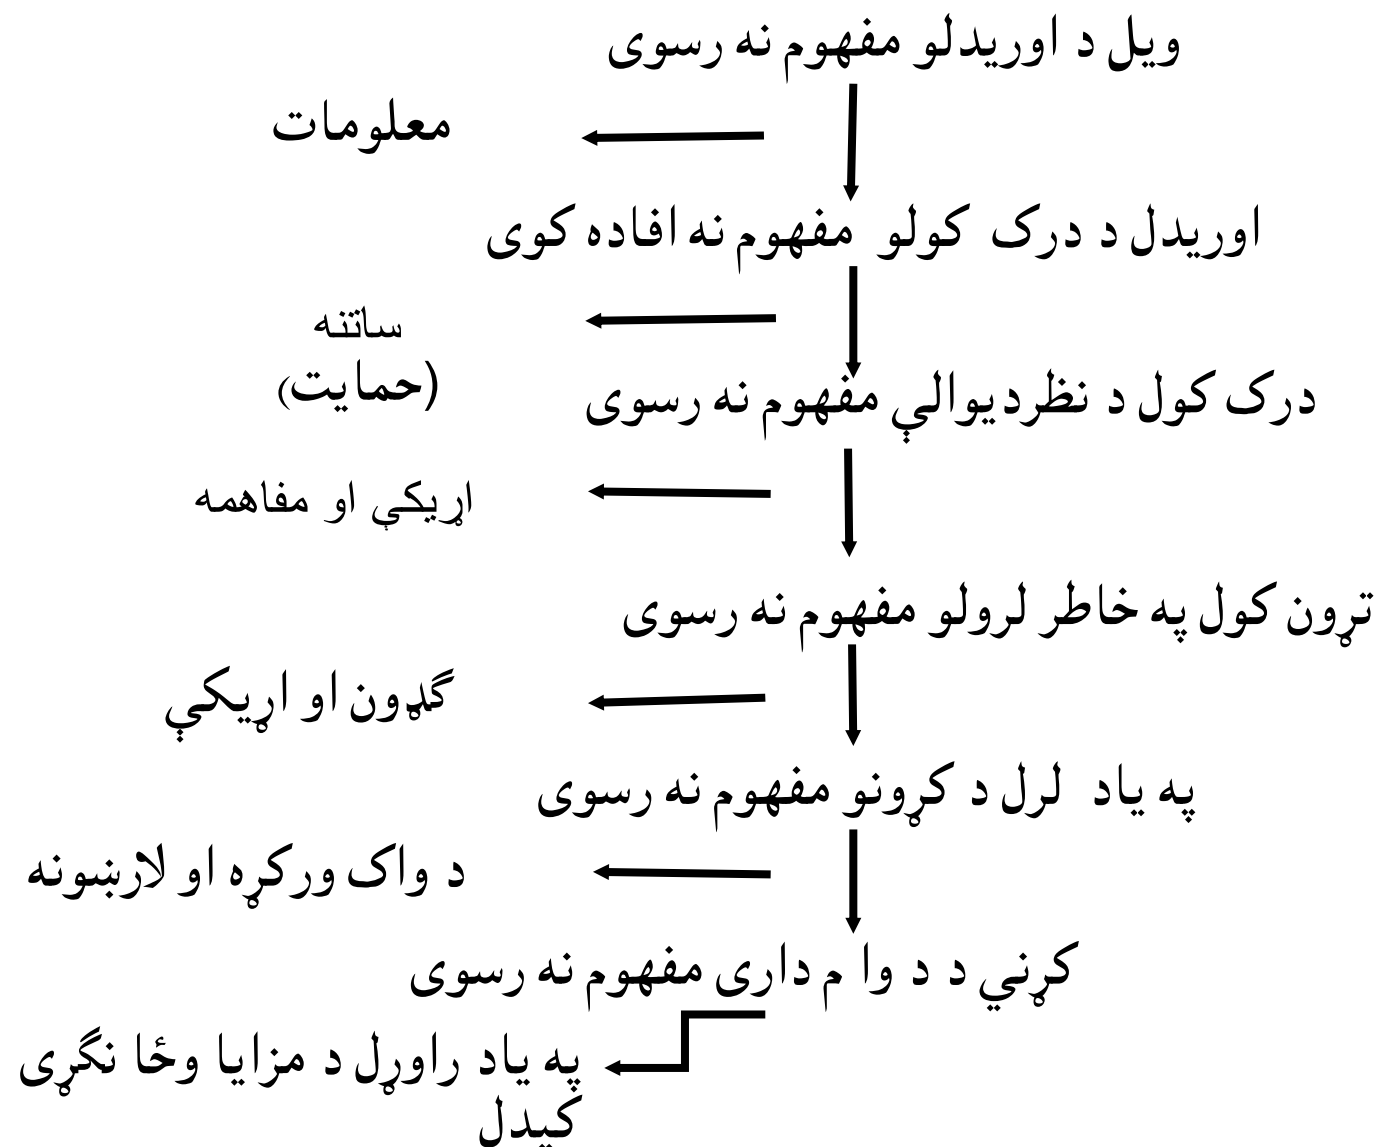 ویل د اوریدلو مفهوم نه رسوی
معلومات
اوریدل د درک کولو مفهوم نه افاده کوی
ساتنه
(حمایت)
درک کول د نظردیوالې مفهوم نه رسوی
اړیکې او مفاهمه
تړون کول په خاطر لرولو مفهوم نه رسوی
ګډون او اړیکې
په یاد لرل د کړونو مفهوم نه رسوی
د واک ورکړه او لارښونه
کړنې د د وا م داری مفهوم نه رسوی
په یاد راوړل د مزایا وځا نګړی
کیدل